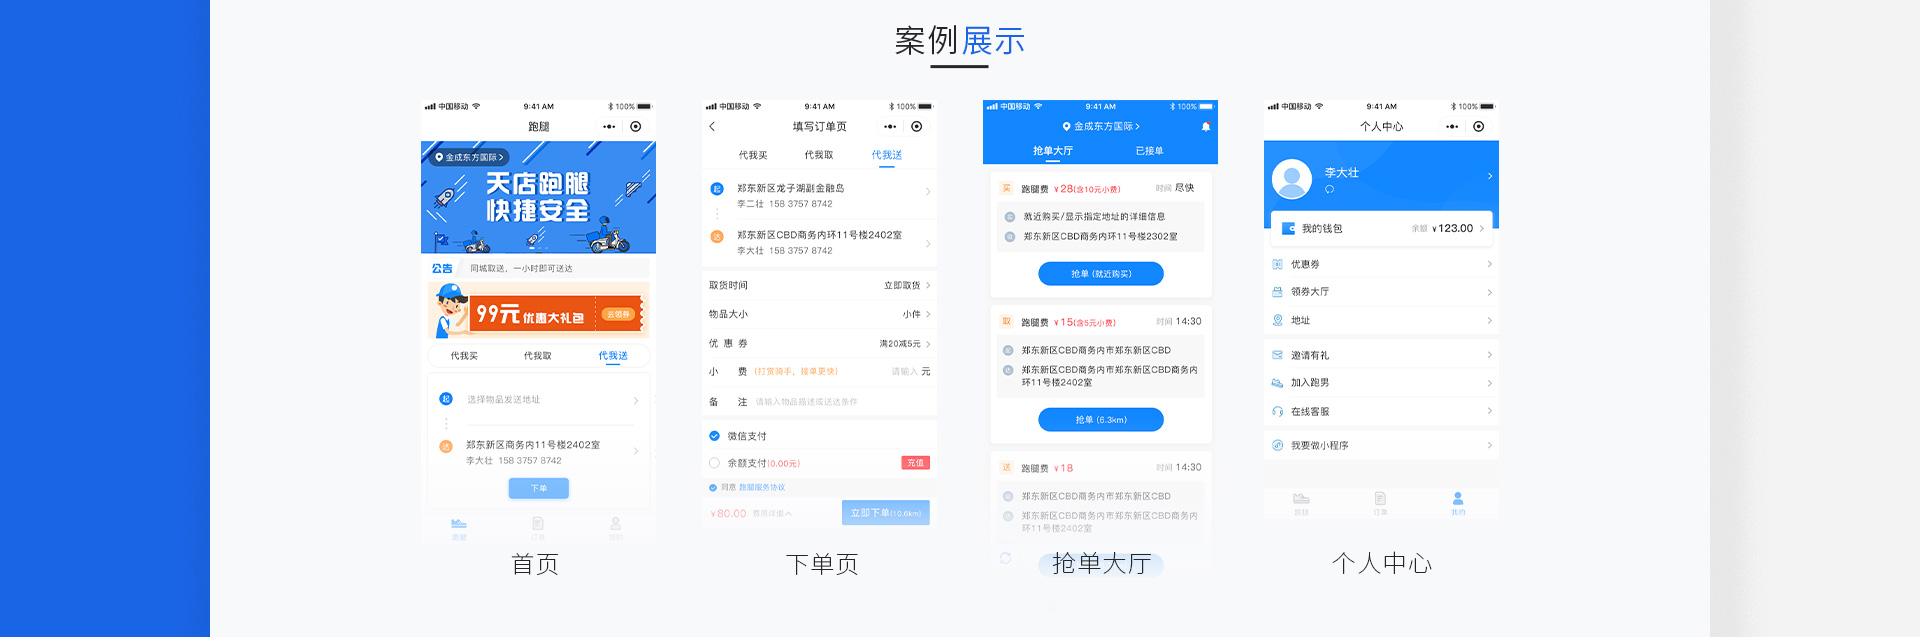 案例展示
中国移动 9:41 AM 100%
跑腿
金成东方国际
天店跑腿
快捷安全
公告 同城取送，一小时即可送达
99元优惠大礼包 去领券
代我买 代我取 代我送
起 选择物品发送地址
送 郑东新区商务内11号楼2402室
李大壮 158 3757 8742
下单
跑腿 订单 我的
首页
中国移动 9:41 AM 100%
填写订单页
代我买 代我取 代我送
起 郑东新区龙子湖副金融岛
李二壮 158 3757 8742
送 郑东新区CBD商务内环11号楼2402室
李大壮 158 3757 8742
取货时间 立即取货
物品大小 小件
优惠券 满20减5元
小费 (打赏骑手，接单更快) 请输入 元
备注 请输入物品描述或送达条件
微信支付
余额支付(0.00元) 充值
同意 跑腿服务协议
¥80.00 费用详细 立即下单(10.6km)
下单页
中国移动 9:41 AM 100%
金成东方国际
抢单大厅 已接单
买 跑腿费 ¥28(含10元小费) 时间 尽快
就近购买/显示指定地址的详细信息
郑东新区CBD商务内环11号楼2302室
抢单 (就近购买)
取 跑腿费 ¥15(含5元小费) 时间 14:30
郑东新区CBD商务内市郑东新区CBD
郑东新区CBD商务内市郑东新区CBD商务内
环11号楼2402室
抢单 (6.3km)
送 跑腿费 ¥18 时间 14:30
郑东新区CBD商务内市郑东新区CBD
郑东新区CBD商务内市郑东新区CBD商务内
环11号楼2402室
抢单大厅
中国移动 9:41 AM 100%
个人中心
李大壮
我的钱包 余额 ¥123.00
优惠券
领券大厅
地址
邀请有礼
加入跑男
在线客服
我要做小程序
跑腿 订单 我的
个人中心